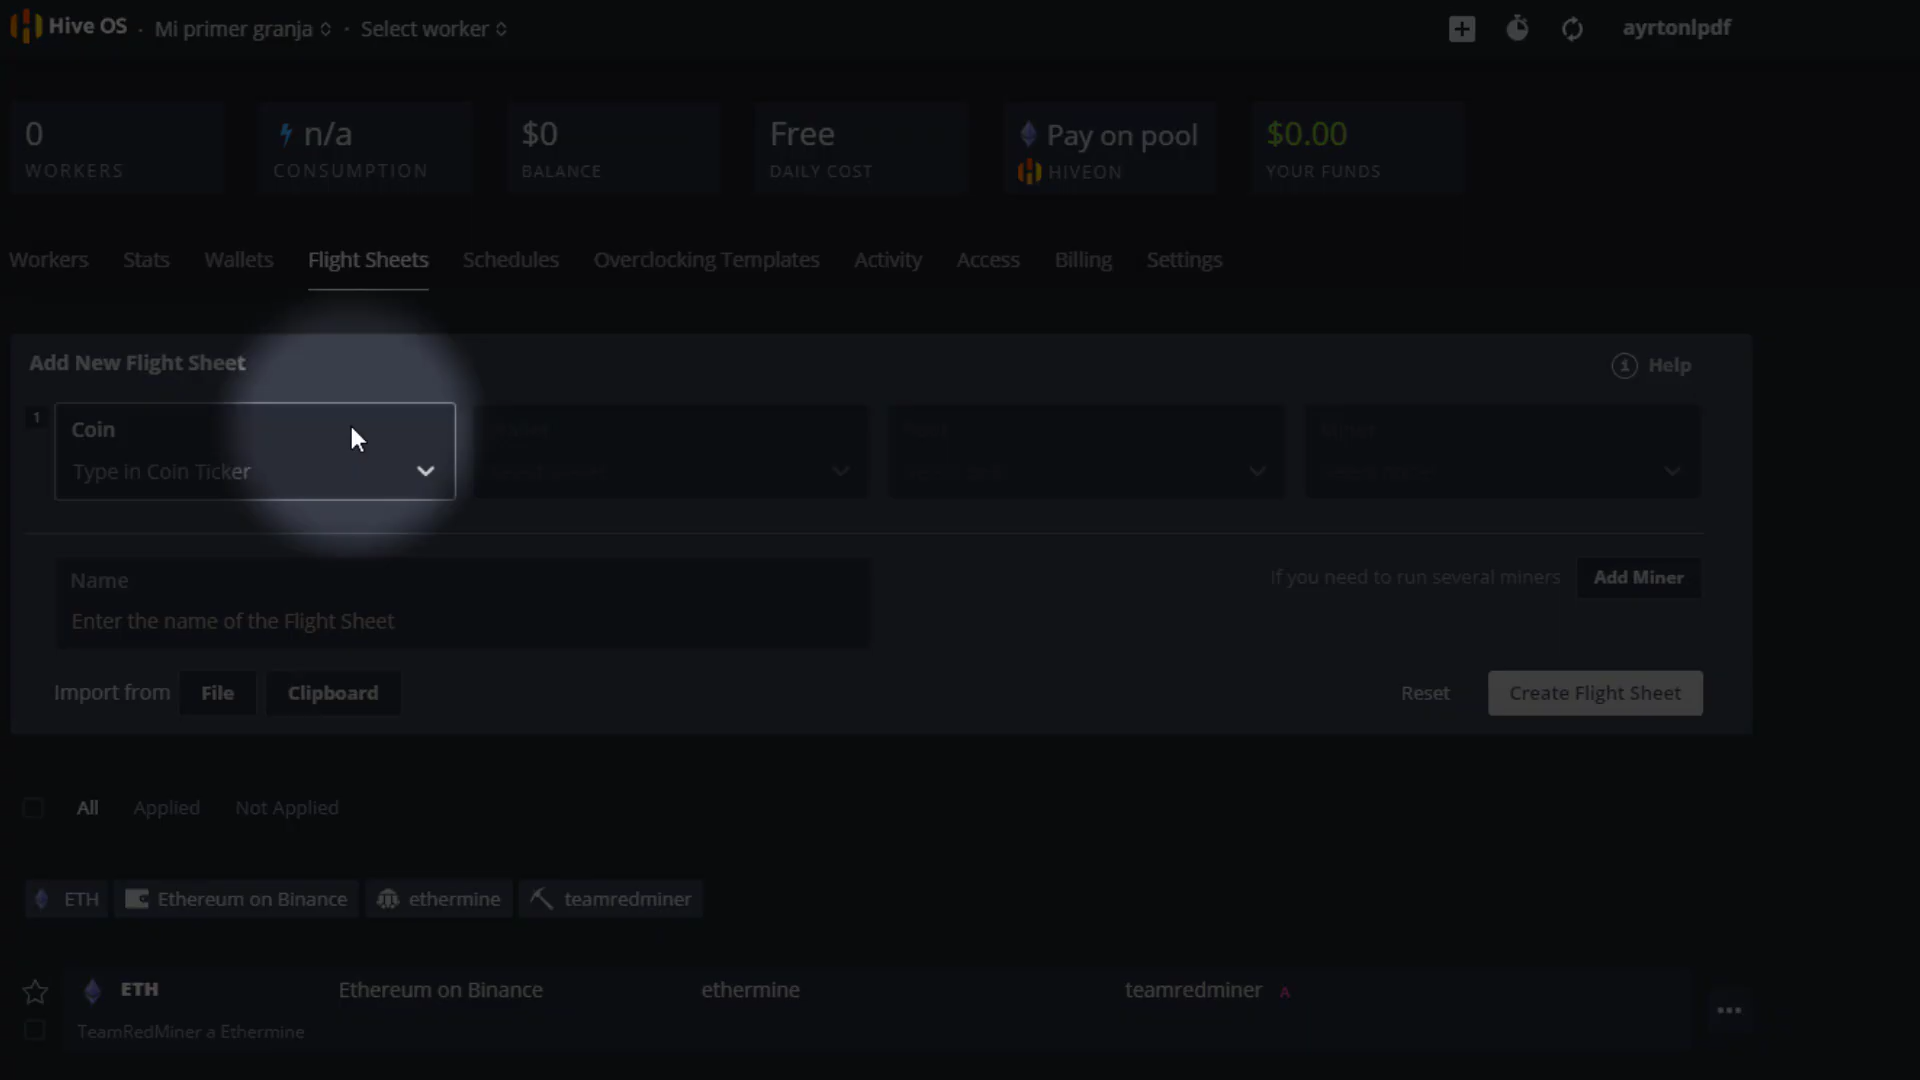 Hive OS · Mi primer granja · Select worker
ayrtonlpdf
0
WORKERS
n/a
CONSUMPTION
$0
BALANCE
Free
DAILY COST
Pay on pool
HIVEON
$0.00
YOUR FUNDS
Workers Stats Wallets Flight Sheets Schedules Overclocking Templates Activity Access Billing Settings
Add New Flight Sheet
Help
1
Coin
Type in Coin Ticker
Name
Enter the name of the Flight Sheet
If you need to run several miners
Add Miner
Import from File Clipboard
Reset Create Flight Sheet
All Applied Not Applied
ETH Ethereum on Binance ethermine teamredminer
ETH Ethereum on Binance ethermine teamredminer A
TeamRedMiner a Ethermine